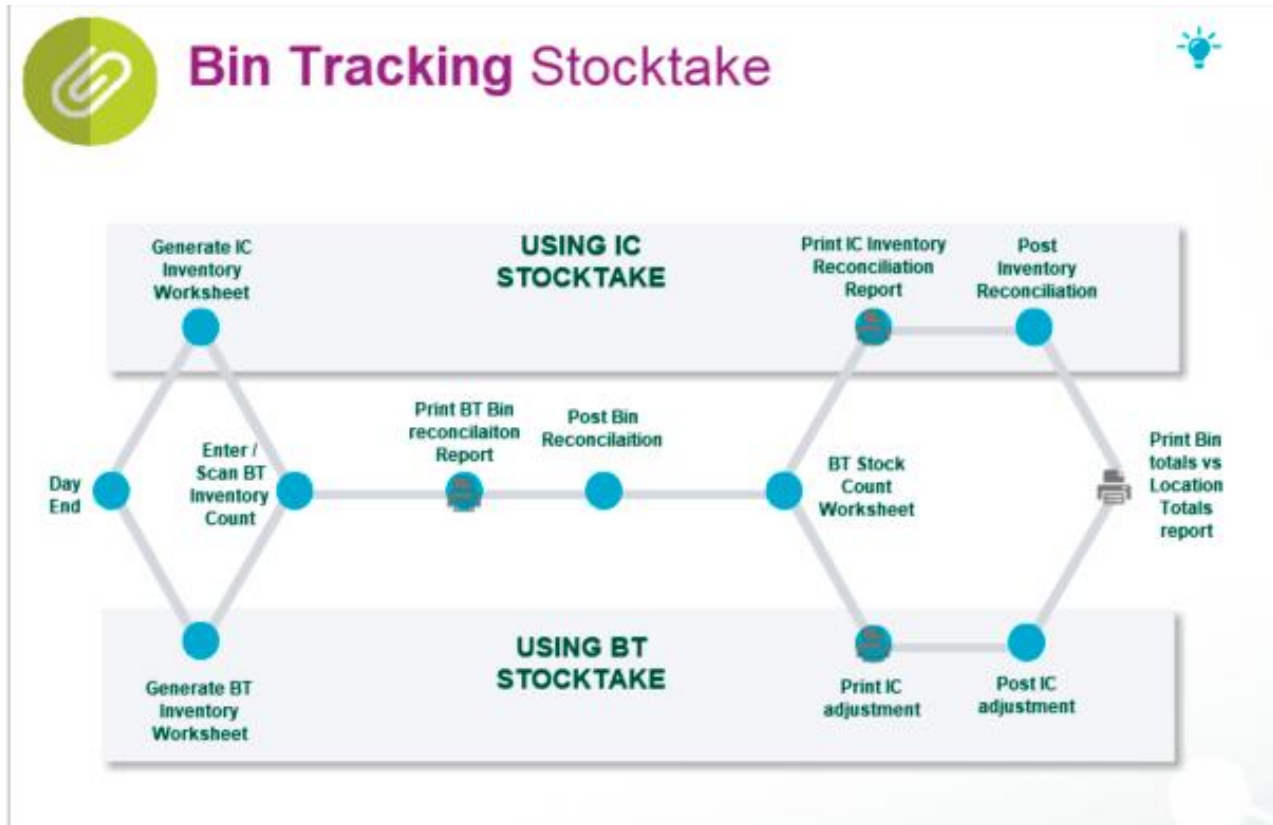 Bin Tracking Stocktake
Generate IC
Inventory
Worksheet
USING IC
STOCKTAKE
Print IC Inventory
Reconciliation
Report
Post
Inventory
Reconciliation
Day
End
Enter /
Scan BT
Inventory
Count
Print BT Bin
reconcilaiton
Report
Post Bin
Reconcilaition
BT Stock
Count
Worksheet
Print Bin
totals vs
Location
Totals
report
Generate BT
Inventory
Worksheet
USING BT
STOCKTAKE
Print IC
adjustment
Post IC
adjustment